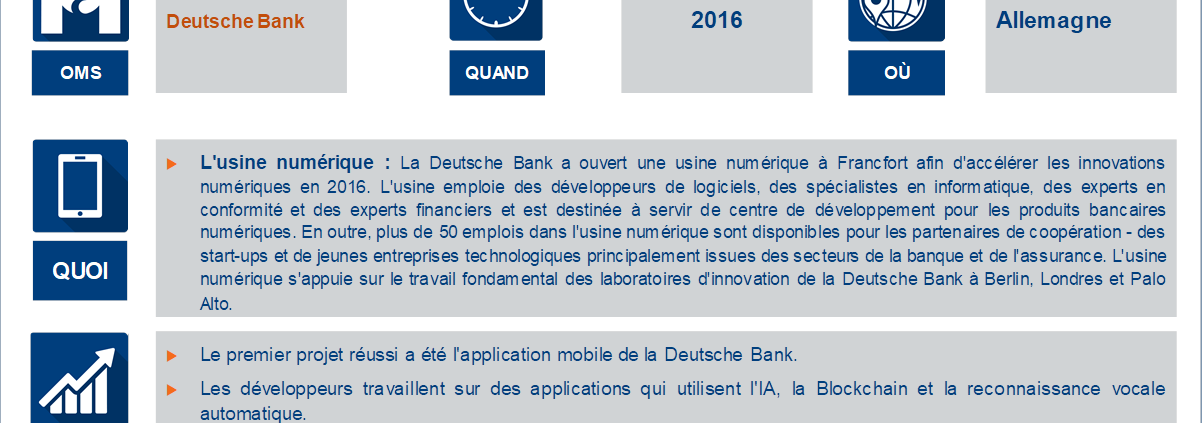 Deutsche Bank
2016
Allemagne
OMS
QUAND
OÙ
L'usine numérique : La Deutsche Bank a ouvert une usine numérique à Francfort afin d'accélérer les innovations
numériques en 2016. L'usine emploie des développeurs de logiciels, des spécialistes en informatique, des experts en
conformité et des experts financiers et est destinée à servir de centre de développement pour les produits bancaires
numériques. En outre, plus de 50 emplois dans l'usine numérique sont disponibles pour les partenaires de coopération - des
start-ups et de jeunes entreprises technologiques principalement issues des secteurs de la banque et de l'assurance. L'usine
numérique s'appuie sur le travail fondamental des laboratoires d'innovation de la Deutsche Bank à Berlin, Londres et Palo
Alto.
QUOI
Le premier projet réussi a été l'application mobile de la Deutsche Bank.
Les développeurs travaillent sur des applications qui utilisent l'IA, la Blockchain et la reconnaissance vocale
automatique.